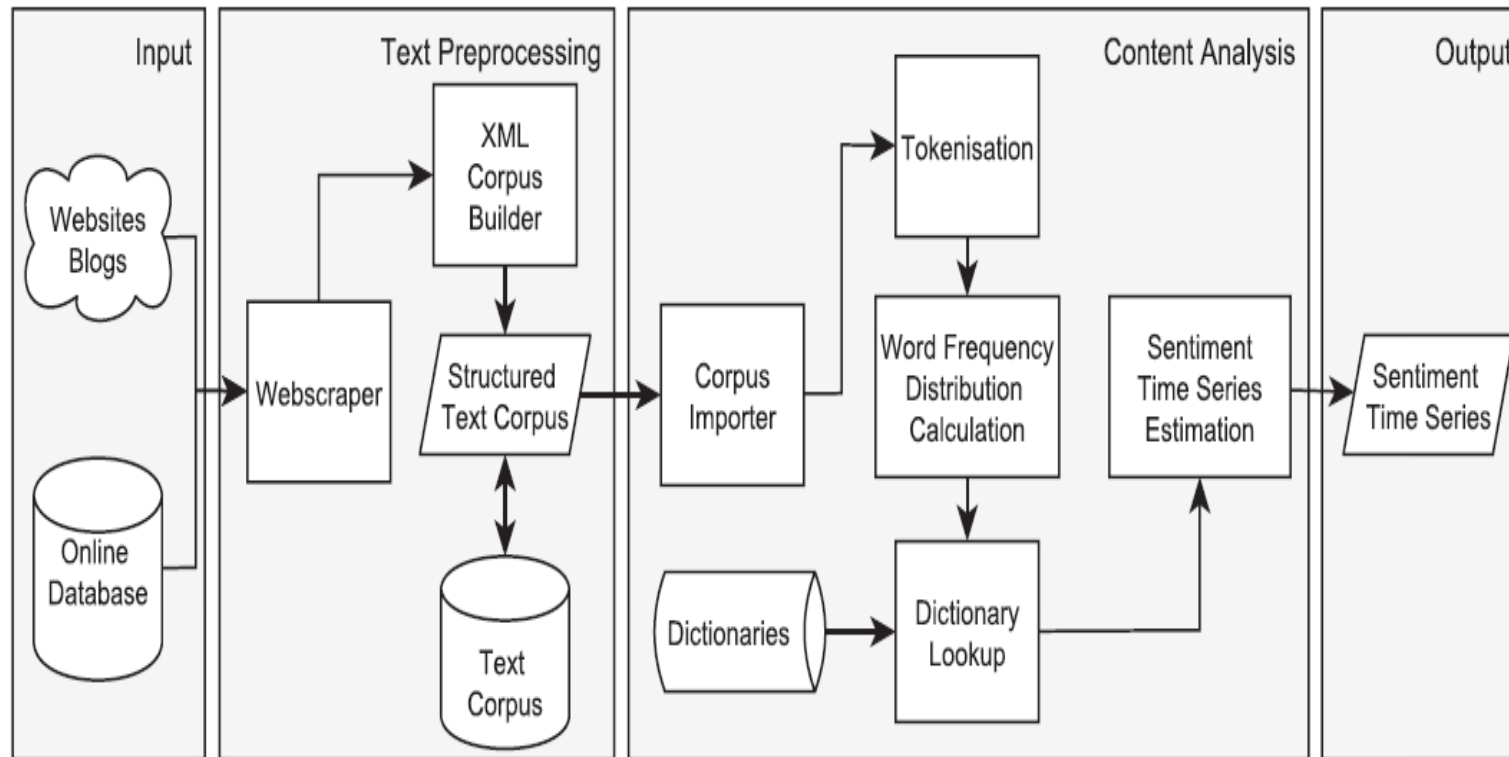 Input
Websites
Blogs
Online
Database
Text Preprocessing
XML
Corpus
Builder
Webscraper
Structured
Text Corpus
Text
Corpus
Content Analysis
Tokenisation
Corpus
Importer
Word Frequency
Distribution
Calculation
Sentiment
Time Series
Estimation
Dictionaries
Dictionary
Lookup
Output
Sentiment
Time Series